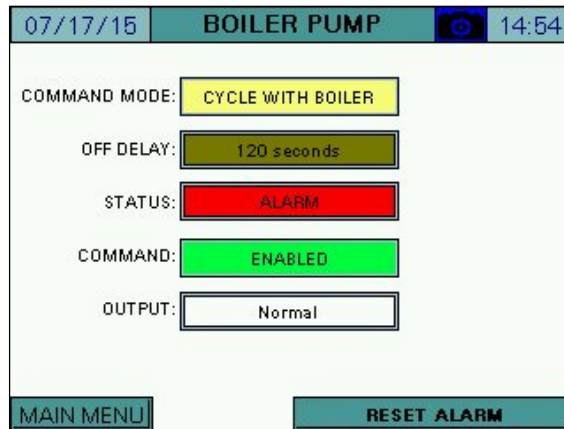 07/17/15 BOILER PUMP 14:54
COMMAND MODE: CYCLE WITH BOILER
OFF DELAY: 120 seconds
STATUS: ALARM
COMMAND: ENABLED
OUTPUT: Normal
MAIN MENU RESET ALARM